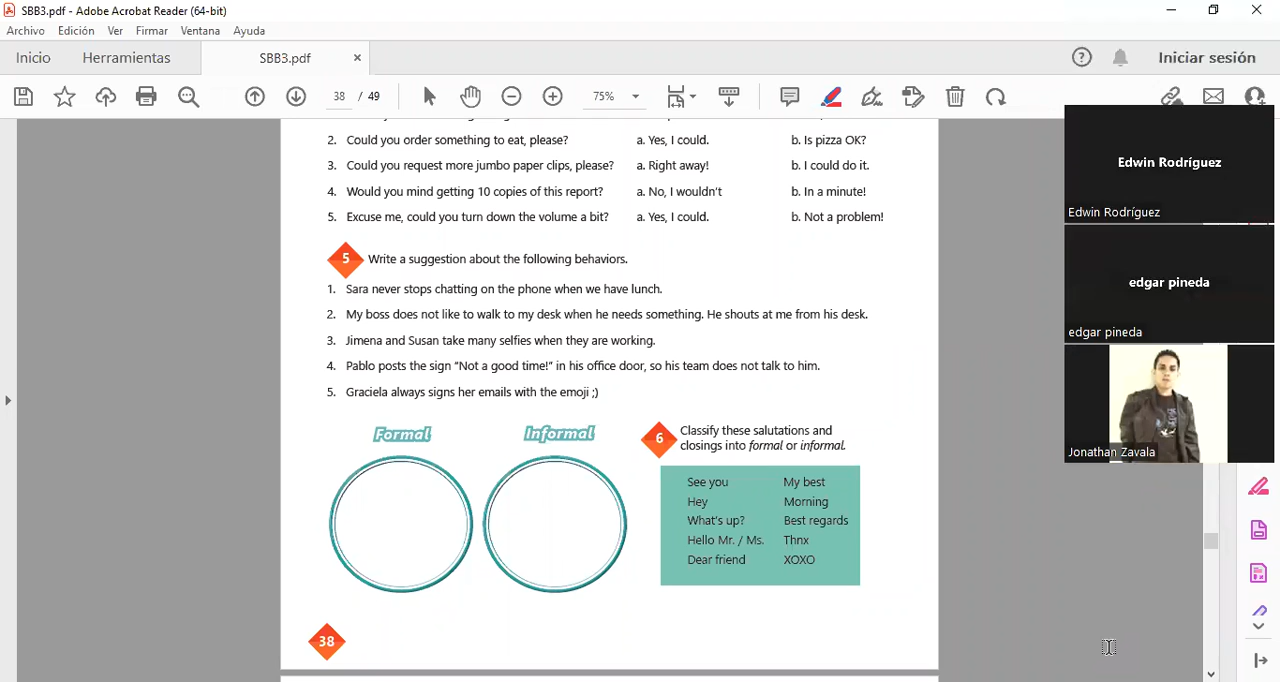 SBB3.pdf - Adobe Acrobat Reader (64-bit)
Archivo Edición Ver Firmar Ventana Ayuda
Inicio Herramientas SBB3.pdf × Iniciar sesión
38 / 49 75%
2. Could you order something to eat, please? a. Yes, I could. b. Is pizza OK?
3. Could you request more jumbo paper clips, please? a. Right away! b. I could do it.
4. Would you mind getting 10 copies of this report? a. No, I wouldn't b. In a minute!
5. Excuse me, could you turn down the volume a bit? a. Yes, I could. b. Not a problem!
5 Write a suggestion about the following behaviors.
1. Sara never stops chatting on the phone when we have lunch.
2. My boss does not like to walk to my desk when he needs something. He shouts at me from his desk.
3. Jimena and Susan take many selfies when they are working.
4. Pablo posts the sign "Not a good time!" in his office door, so his team does not talk to him.
5. Graciela always signs her emails with the emoji ;)
Formal Informal
6 Classify these salutations and
closings into formal or informal.
See you My best
Hey Morning
What's up? Best regards
Hello Mr. / Ms. Thnx
Dear friend XOXO
38
Edwin Rodríguez
Edwin Rodríguez
edgar pineda
edgar pineda
Jonathan Zavala